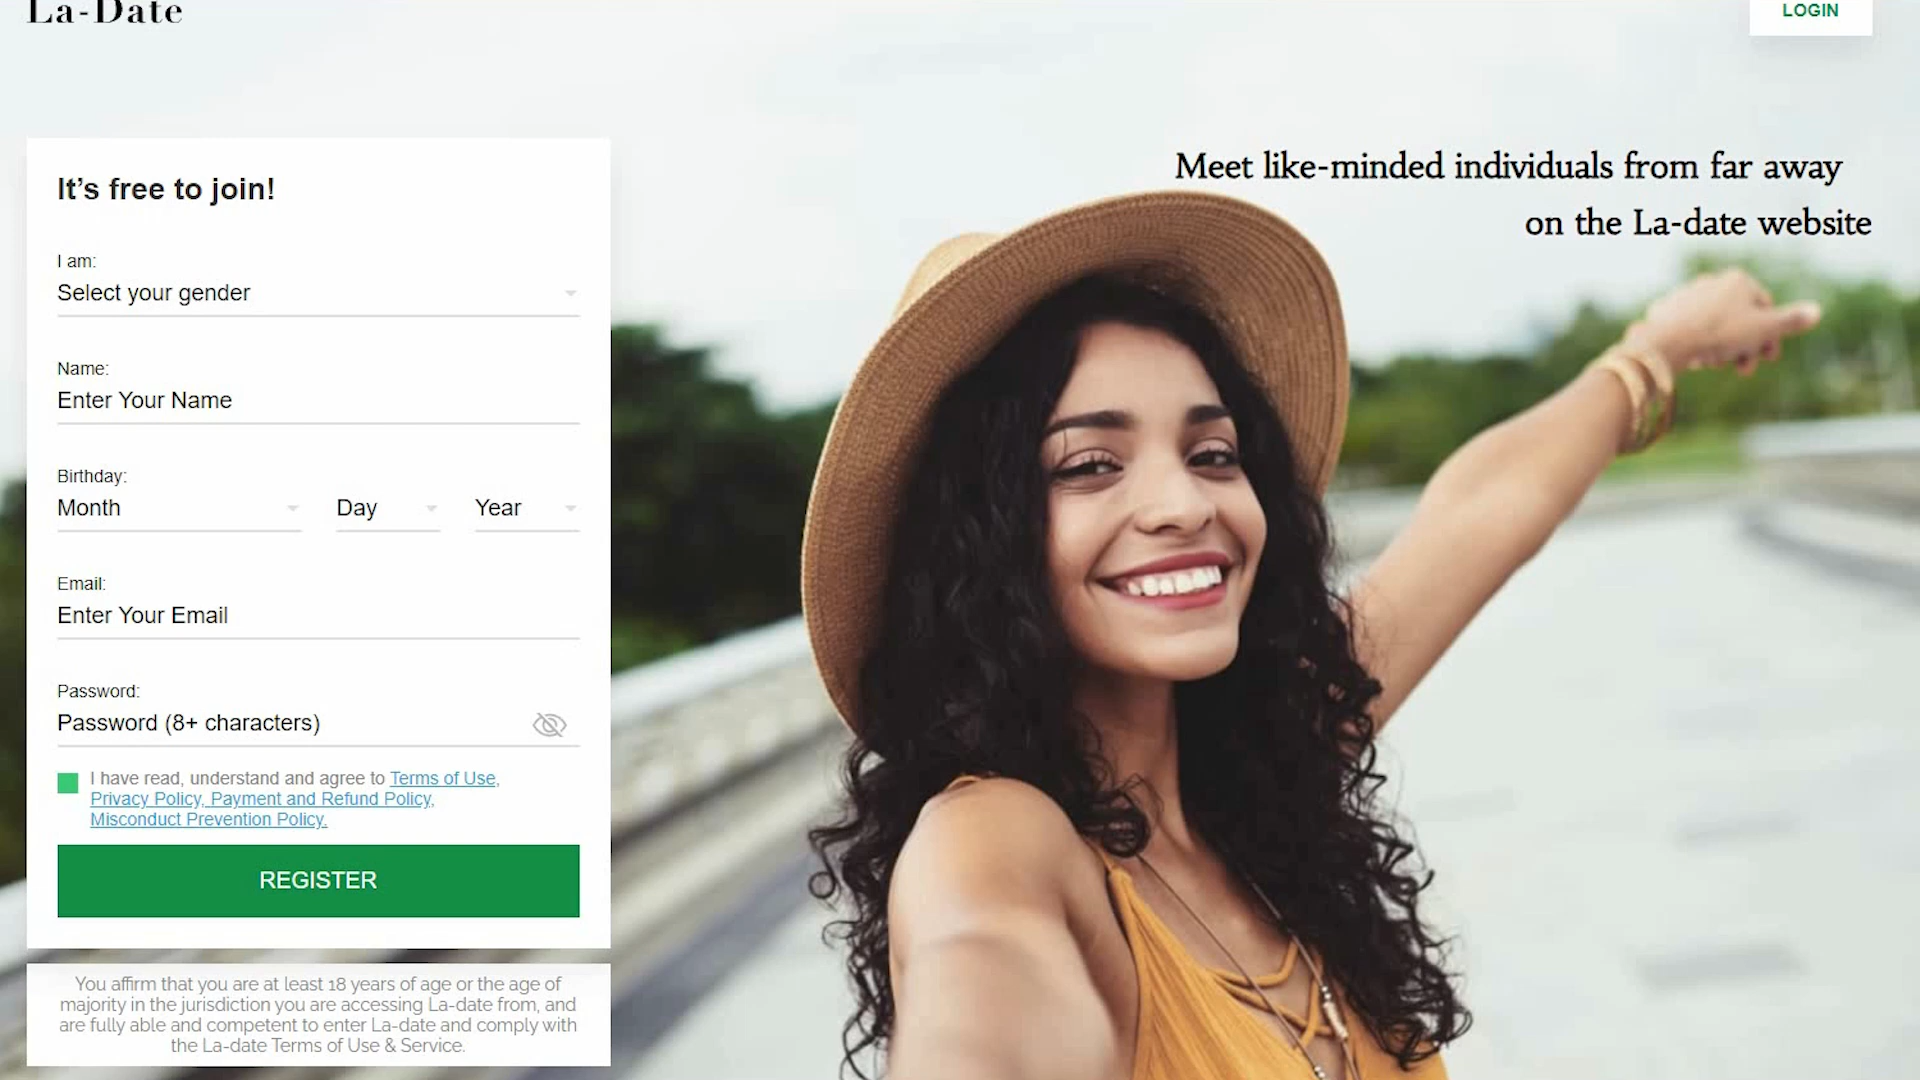 La-Date
LOGIN
Meet like-minded individuals from far away
on the La-date website
It’s free to join!
I am:
Select your gender
Name:
Enter Your Name
Birthday:
Month Day Year
Email:
Enter Your Email
Password:
Password (8+ characters)
I have read, understand and agree to Terms of Use,
Privacy Policy, Payment and Refund Policy,
Misconduct Prevention Policy.
REGISTER
You affirm that you are at least 18 years of age or the age of
majority in the jurisdiction you are accessing La-date from, and
are fully able and competent to enter La-date and comply with
the La-date Terms of Use & Service.